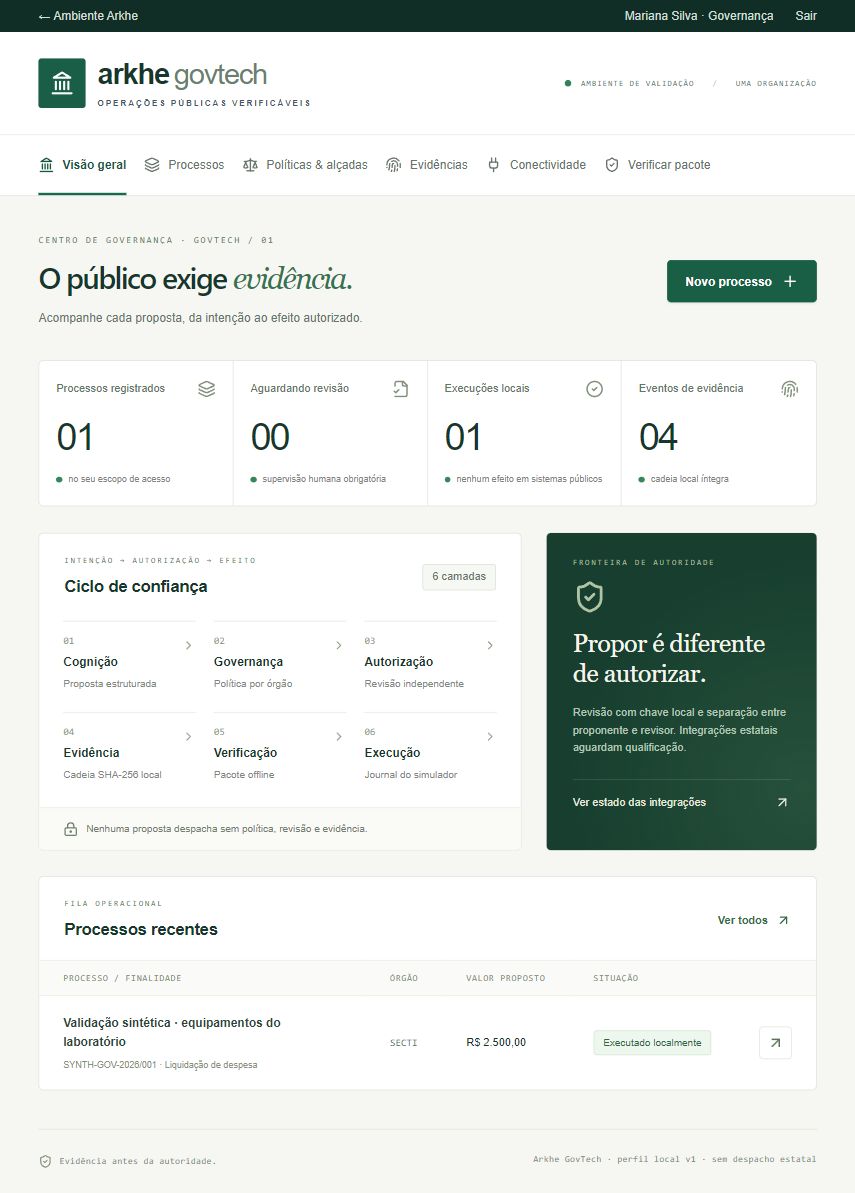 ← Ambiente Arkhe
Mariana Silva · Governança
Sair
arkhe govtech
OPERAÇÕES PÚBLICAS VERIFICÁVEIS
AMBIENTE DE VALIDAÇÃO / UMA ORGANIZAÇÃO
Visão geral
Processos
Políticas & alçadas
Evidências
Conectividade
Verificar pacote
CENTRO DE GOVERNANÇA · GOVTECH / 01
O público exige evidência.
Acompanhe cada proposta, da intenção ao efeito autorizado.
Novo processo
Processos registrados
01
no seu escopo de acesso
Aguardando revisão
00
supervisão humana obrigatória
Execuções locais
01
nenhum efeito em sistemas públicos
Eventos de evidência
04
cadeia local íntegra
INTENÇÃO → AUTORIZAÇÃO → EFEITO
Ciclo de confiança
6 camadas
01
Cognição
Proposta estruturada
02
Governança
Política por órgão
03
Autorização
Revisão independente
04
Evidência
Cadeia SHA-256 local
05
Verificação
Pacote offline
06
Execução
Journal do simulador
Nenhuma proposta despacha sem política, revisão e evidência.
FRONTEIRA DE AUTORIDADE
Propor é diferente
de autorizar.
Revisão com chave local e separação entre
proponente e revisor. Integrações estatais
aguardam qualificação.
Ver estado das integrações
FILA OPERACIONAL
Processos recentes
Ver todos
PROCESSO / FINALIDADE
ÓRGÃO
VALOR PROPOSTO
SITUAÇÃO
Validação sintética · equipamentos do
laboratório
SYNTH-GOV-2026/001 · Liquidação de despesa
SECTI
R$ 2.500,00
Executado localmente
Evidência antes da autoridade.
Arkhe GovTech · perfil local v1 · sem despacho estatal